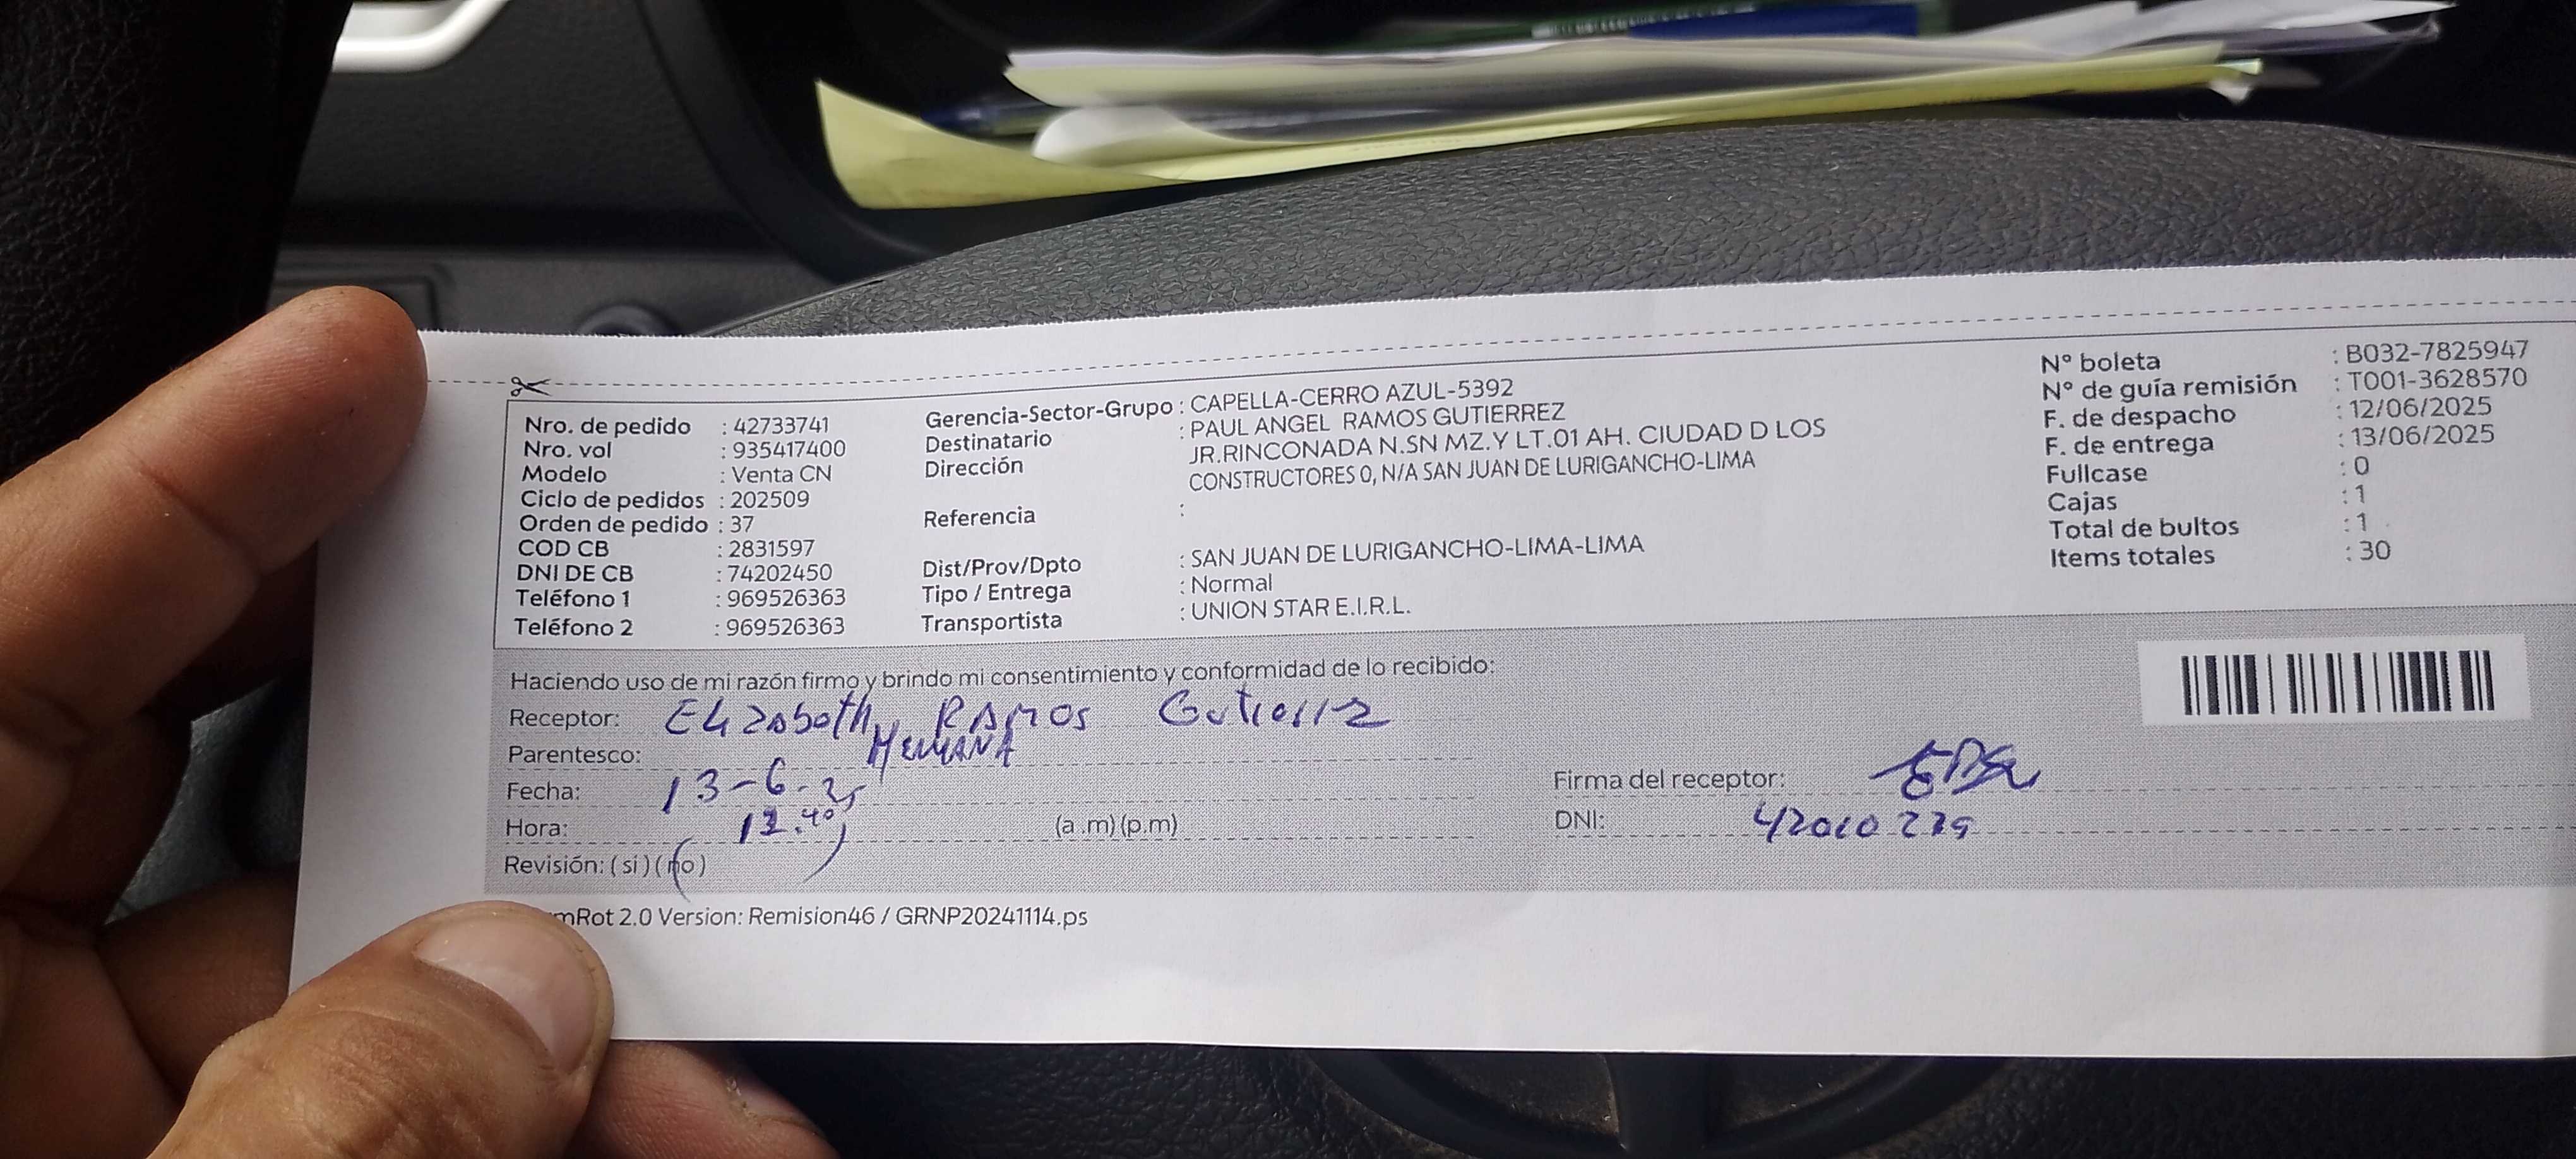 Nro. de pedido : 42733741
Nro. vol : 935417400
Modelo : Venta CN
Ciclo de pedidos : 202509
Orden de pedido : 37
COD CB : 2831597
DNI DE CB : 74202450
Teléfono 1 : 969526363
Teléfono 2 : 969526363
Gerencia-Sector-Grupo : CAPELLA-CERRO AZUL-5392
Destinatario : PAUL ANGEL RAMOS GUTIERREZ
Dirección JR.RINCONADA N.SN MZ.Y LT.01 AH. CIUDAD D LOS
CONSTRUCTORES 0, N/A SAN JUAN DE LURIGANCHO-LIMA
Referencia :
Dist/Prov/Dpto : SAN JUAN DE LURIGANCHO-LIMA-LIMA
Tipo / Entrega : Normal
Transportista : UNION STAR E.I.R.L.
N° boleta : B032-7825947
N° de guía remisión : T001-3628570
F. de despacho : 12/06/2025
F. de entrega : 13/06/2025
Fullcase : 0
Cajas : 1
Total de bultos : 1
Items totales : 30
Haciendo uso de mi razón firmo y brindo mi consentimiento y conformidad de lo recibido:
Receptor: Elizabeth RAMOS Gutierrez
Parentesco: HERMANA
Fecha: 13-6-25
Hora: 12.40 (a .m) (p.m)
Revisión: ( si ) ( no )
Firma del receptor:
DNI:
mRot 2.0 Version: Remision46 / GRNP20241114.ps